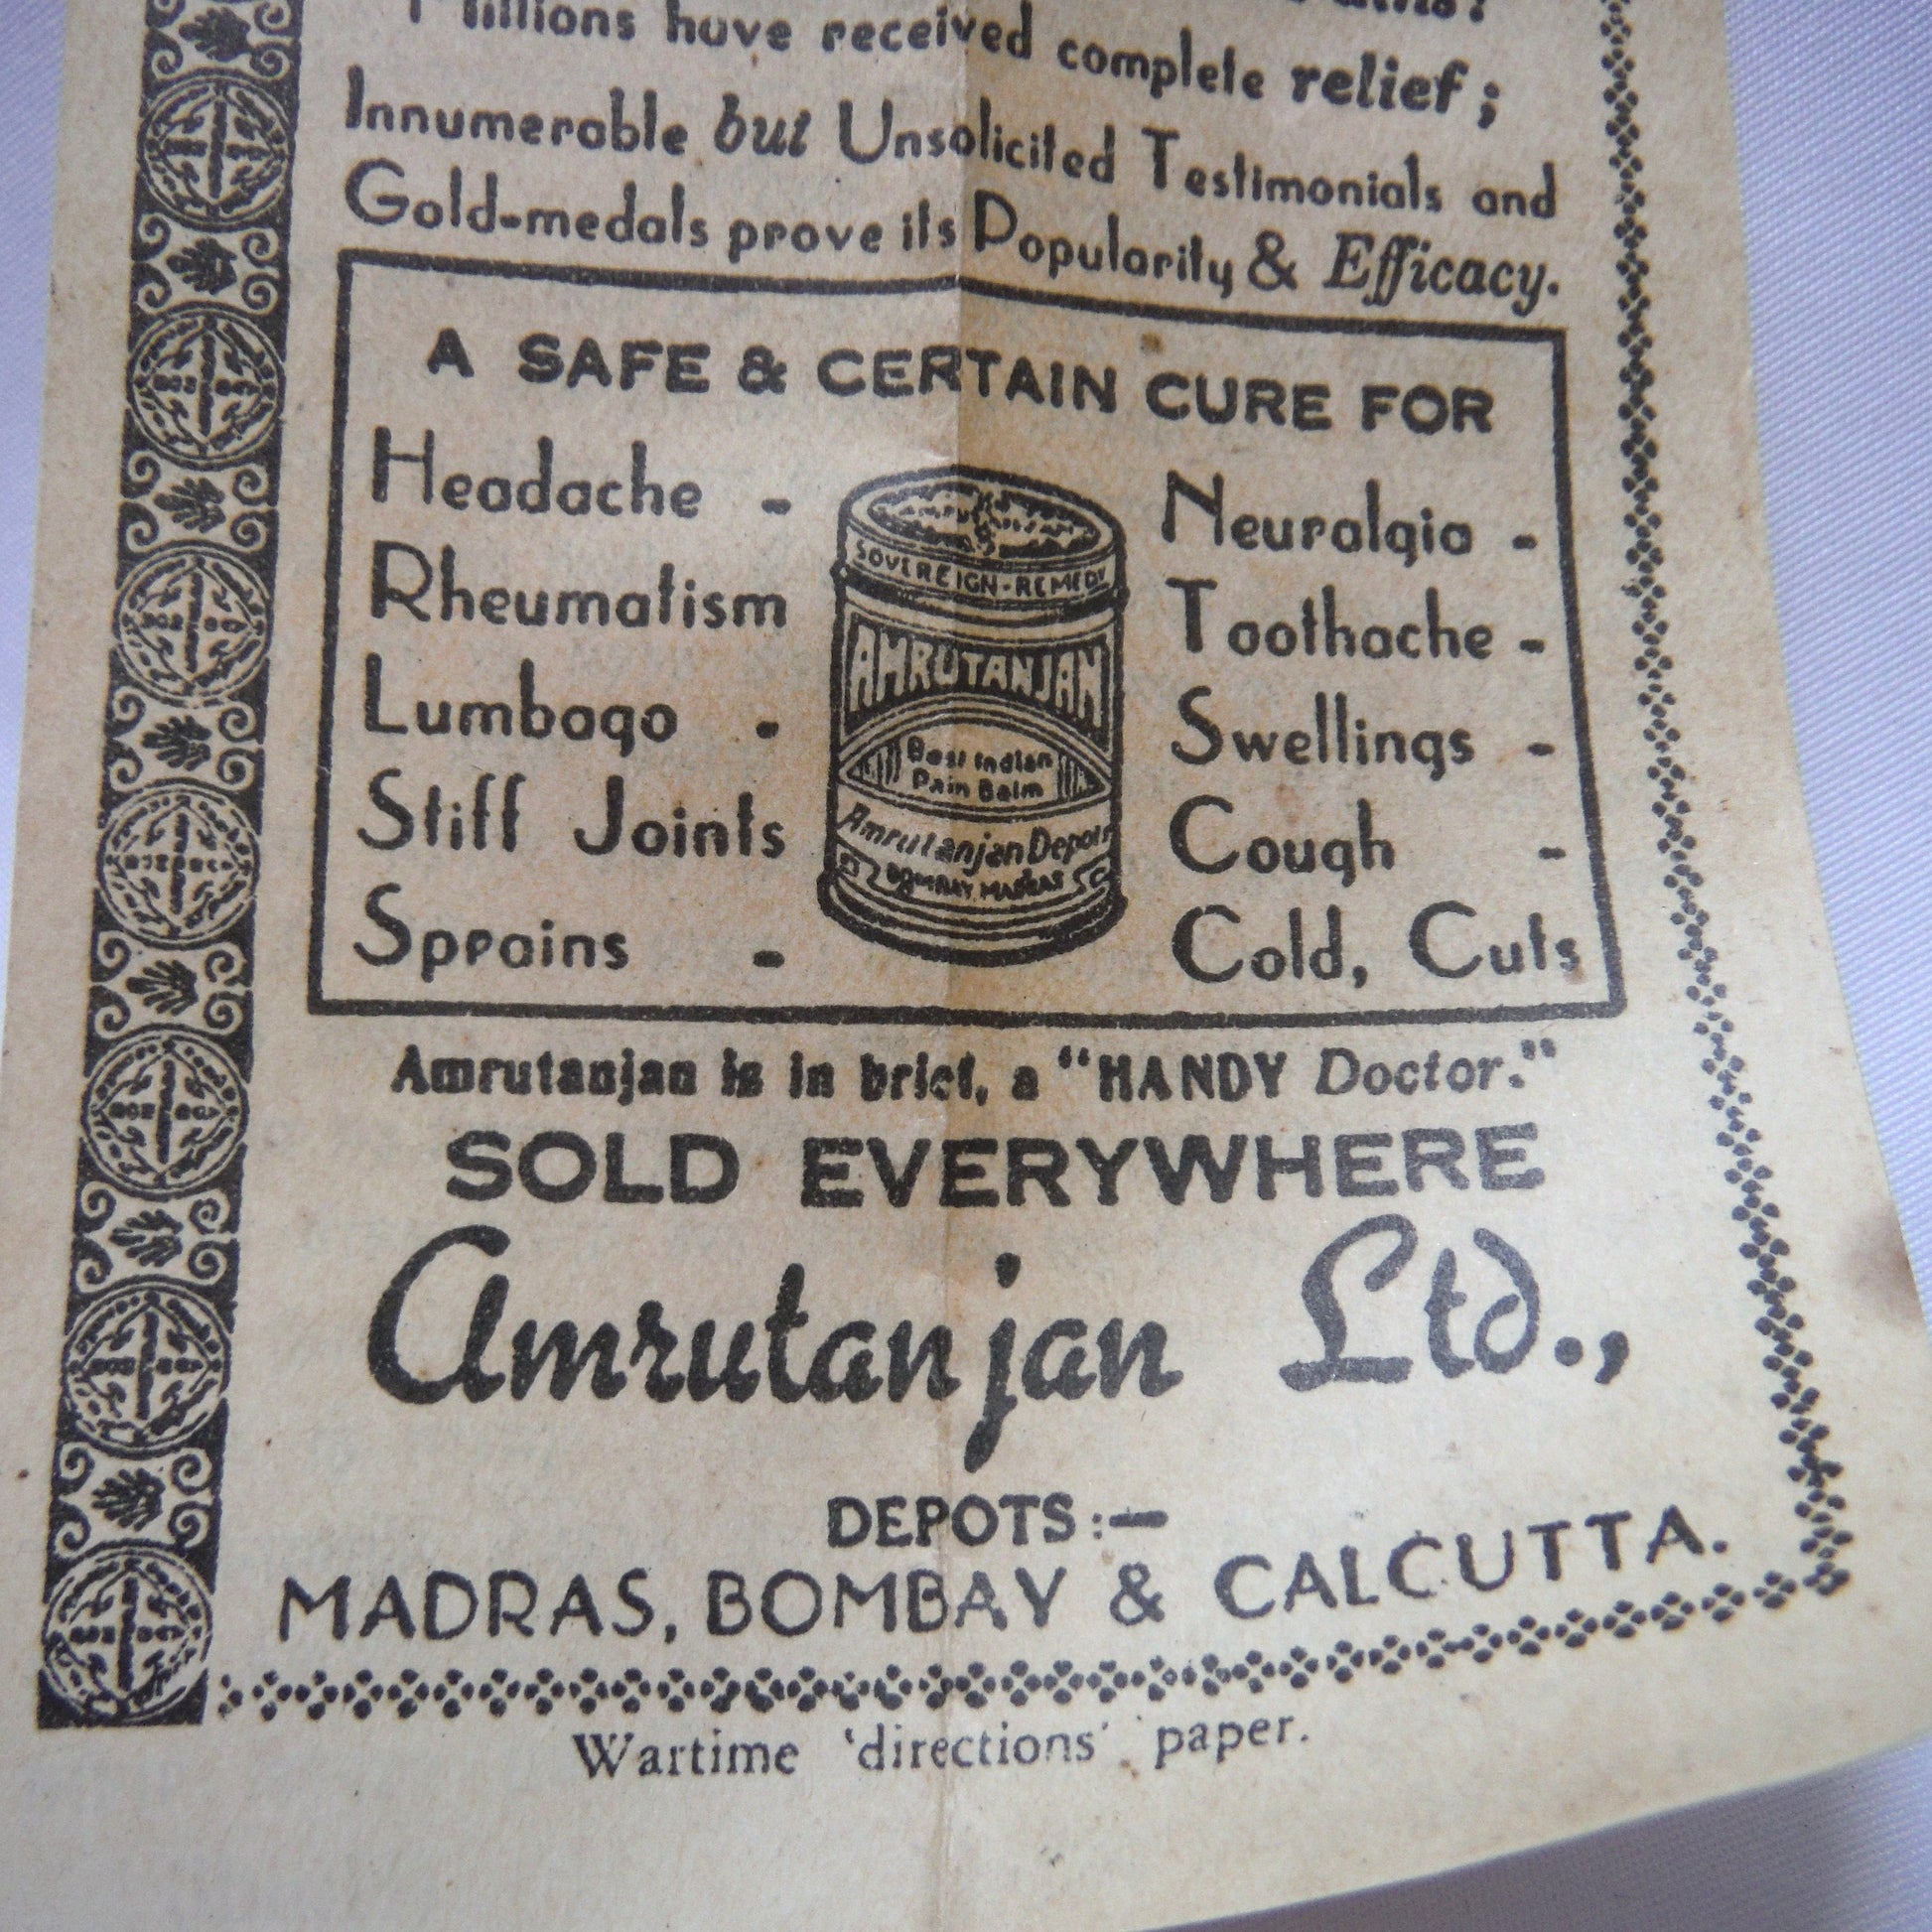 Millions have received complete relief;
Innumerable but Unsolicited Testimonials and
Gold-medals prove its Popularity & Efficacy.
A SAFE & CERTAIN CURE FOR
Headache -
Rheumatism
Lumbago -
Stiff Joints
Sprains -
SOVEREIGN-REMEDY
AMRUTANJAN
Best Indian
Pain Balm
Amrutanjan Depot
BOMBAY, MADRAS
Neuralgia -
Toothache -
Swellings -
Cough -
Cold, Cuts
Amrutanjan is in brief, a "HANDY Doctor."
SOLD EVERYWHERE
Amrutanjan Ltd.,
DEPOTS:—
MADRAS, BOMBAY & CALCUTTA.
Wartime 'directions' paper.